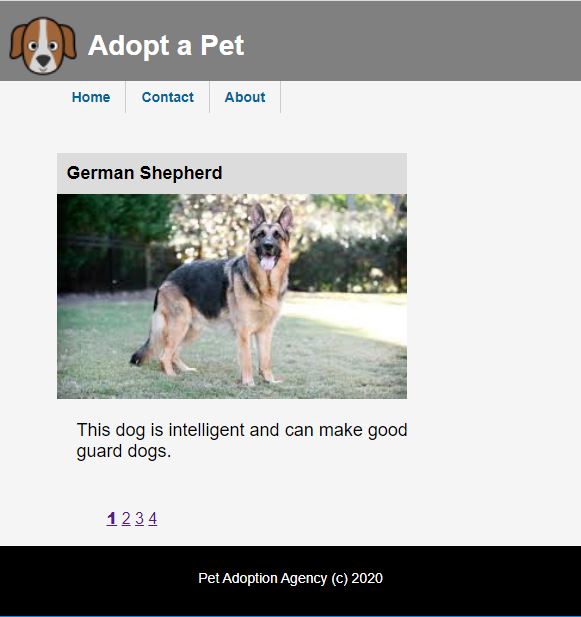 Adopt a Pet
Home Contact About
German Shepherd
This dog is intelligent and can make good
guard dogs.
1 2 3 4
Pet Adoption Agency (c) 2020